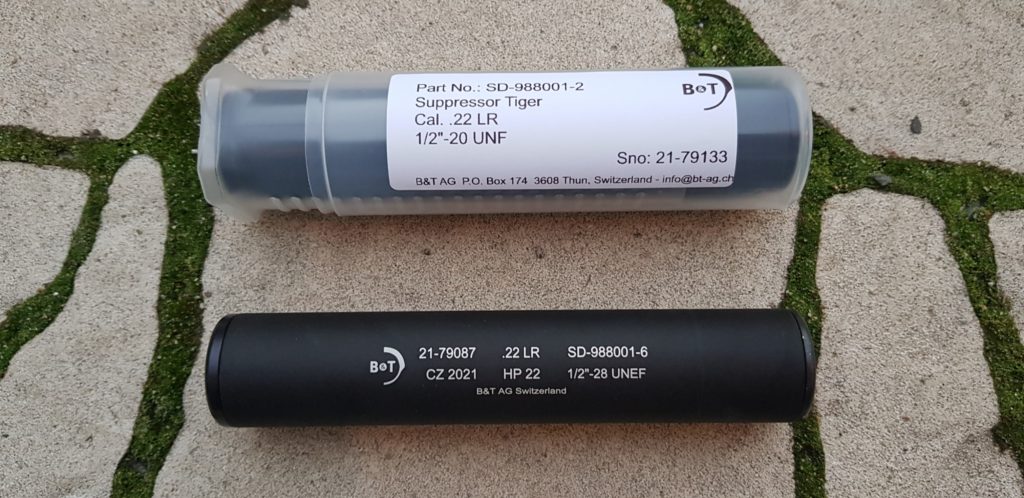 Part No.: SD-988001-2
Suppressor Tiger
Cal. .22 LR
1/2"-20 UNF
B&T
Sno: 21-79133
B&T AG P.O. Box 174 3608 Thun, Switzerland - info@bt-ag.ch
B&T
21-79087 .22 LR SD-988001-6
CZ 2021 HP 22 1/2"-28 UNEF
B&T AG Switzerland